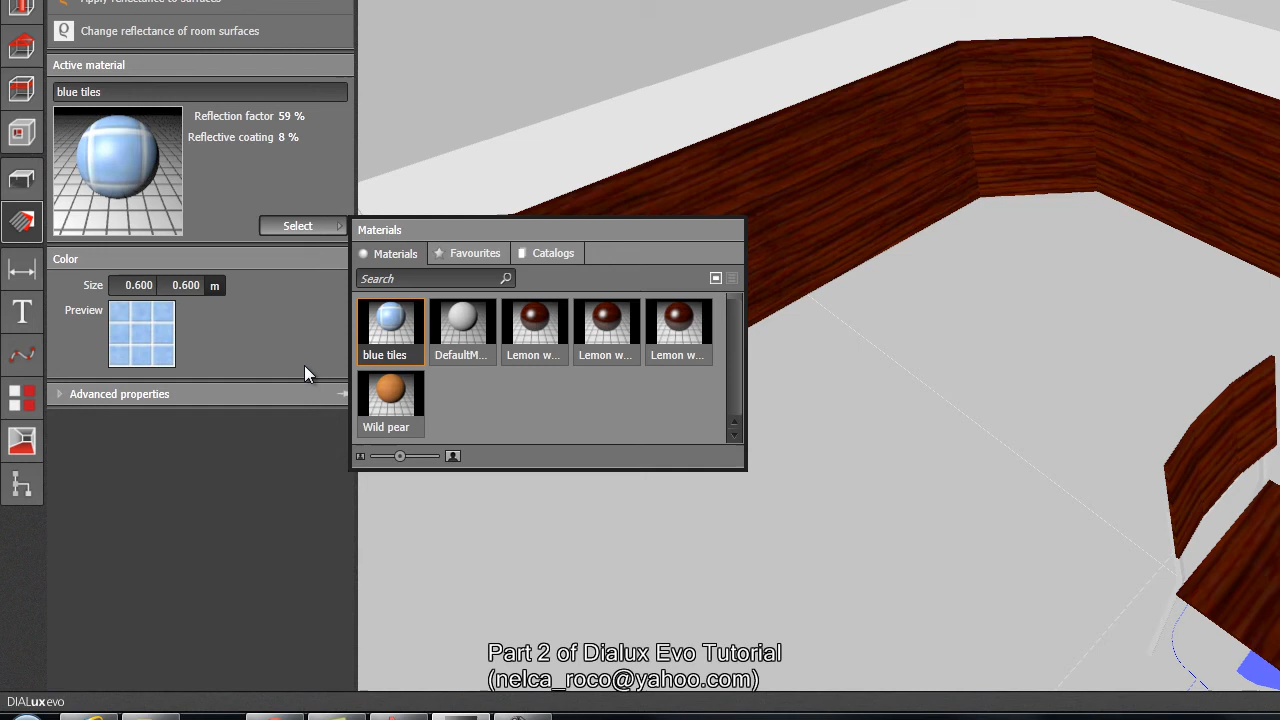 Change reflectance of room surfaces
Active material
blue tiles
Reflection factor 59 %
Reflective coating 8 %
Select
Materials
Materials Favourites Catalogs
Search
blue tiles DefaultM... Lemon w... Lemon w... Lemon w...
Wild pear
Color
Size 0.600 0.600 m
Preview
Advanced properties
Part 2 of Dialux Evo Tutorial
(nelca_roco@yahoo.com)
DIALux evo